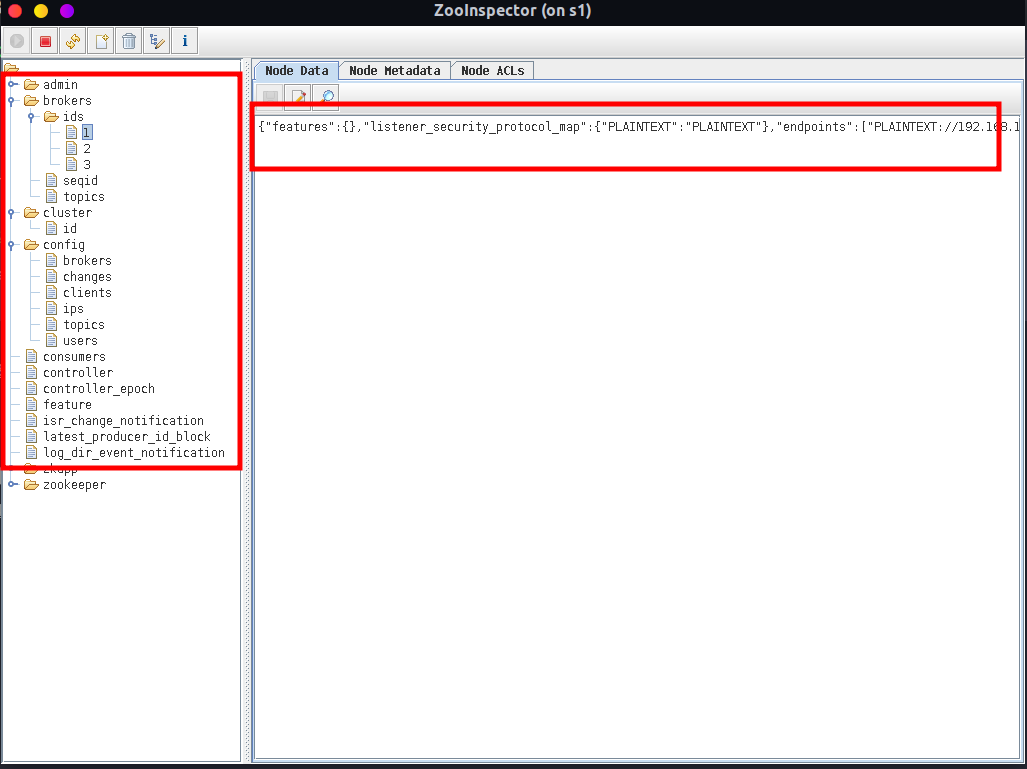 ZooInspector (on s1)
Node Data
Node Metadata
Node ACLs
admin
brokers
ids
1
2
3
seqid
topics
cluster
id
config
brokers
changes
clients
ips
topics
users
consumers
controller
controller_epoch
feature
isr_change_notification
latest_producer_id_block
log_dir_event_notification
zkapp
zookeeper
{"features":{},"listener_security_protocol_map":{"PLAINTEXT":"PLAINTEXT"},"endpoints":["PLAINTEXT://192.168.1